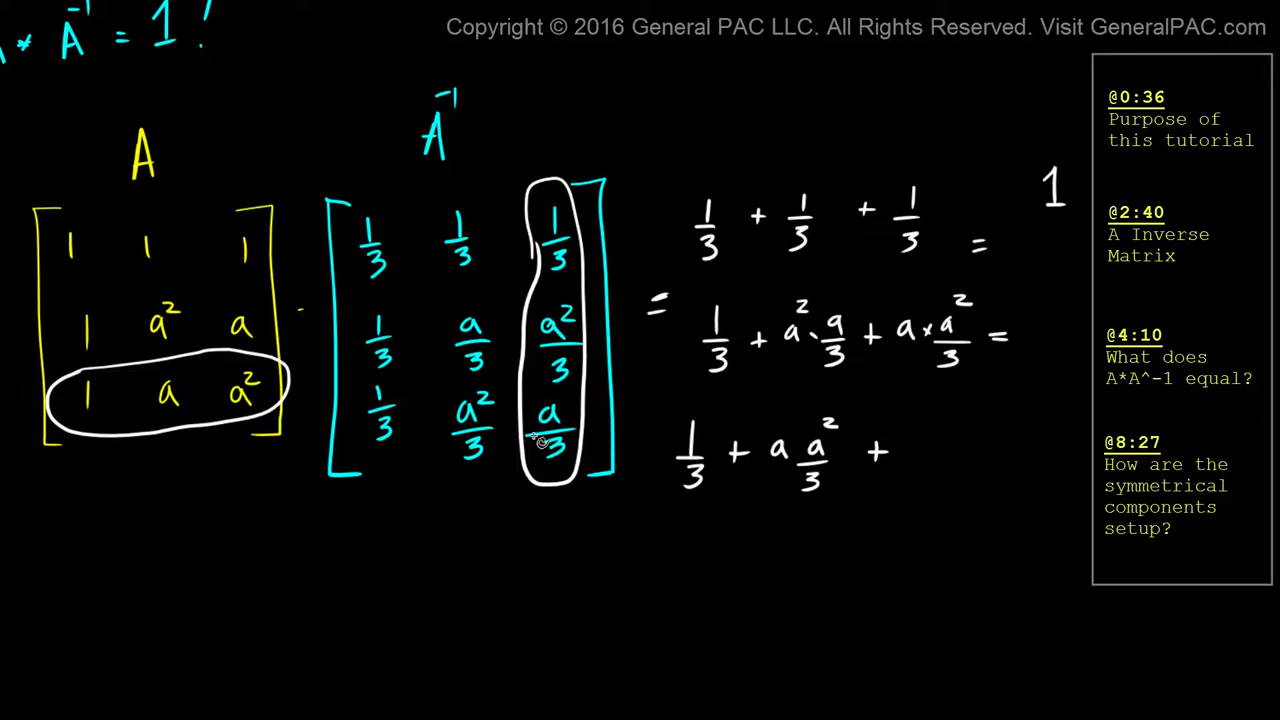 Copyright © 2016 General PAC LLC. All Rights Reserved. Visit GeneralPAC.com
* A⁻¹ = 1!
A
A⁻¹
1 1 1
1 a² a
1 a a²
·
1/3 1/3 1/3
1/3 a/3 a²/3
1/3 a²/3 a/3
=
1/3 + 1/3 + 1/3 = 1
1/3 + a² · a/3 + a * a²/3 =
1/3 + a a²/3 +
@0:36
Purpose of
this tutorial
@2:40
A Inverse
Matrix
@4:10
What does
A*A^-1 equal?
@8:27
How are the
symmetrical
components
setup?